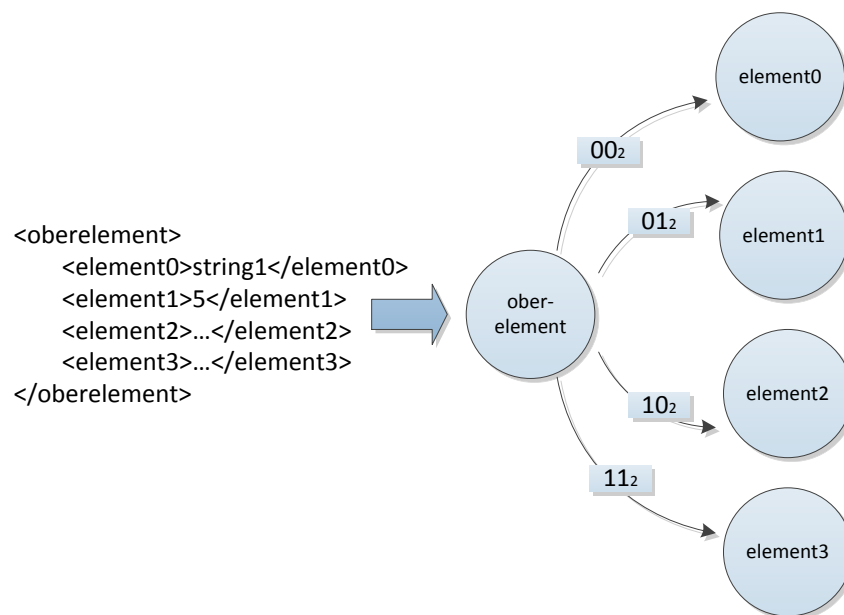 <oberelement>
<element0>string1</element0>
<element1>5</element1>
<element2>...</element2>
<element3>...</element3>
</oberelement>
ober-
element
00₂
01₂
10₂
11₂
element0
element1
element2
element3